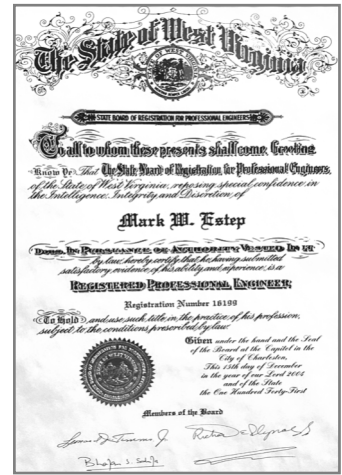 The State of West Virginia
STATE BOARD OF REGISTRATION FOR PROFESSIONAL ENGINEERS
To all to whom these presents shall come, Greeting
Know Ye, That The State Board of Registration for Professional Engineers,
of the State of West Virginia, reposing special confidence in
the Intelligence, Integrity and Discretion of
Mark W. Estep
Does, In Pursuance of Authority Vested In It
by law, hereby certify that he having submitted
satisfactory evidence of his ability and experience, is a
Registered Professional Engineer,
Registration Number 16199
To Hold, and use such title, in the practice of his profession,
subject to the conditions prescribed by law.
Given under the hand and the Seal
of the Board at the Capitol in the
City of Charleston,
This 15th day of December
in the year of our Lord 2004
and of the State
the One Hundred Forty-First
Members of the Board